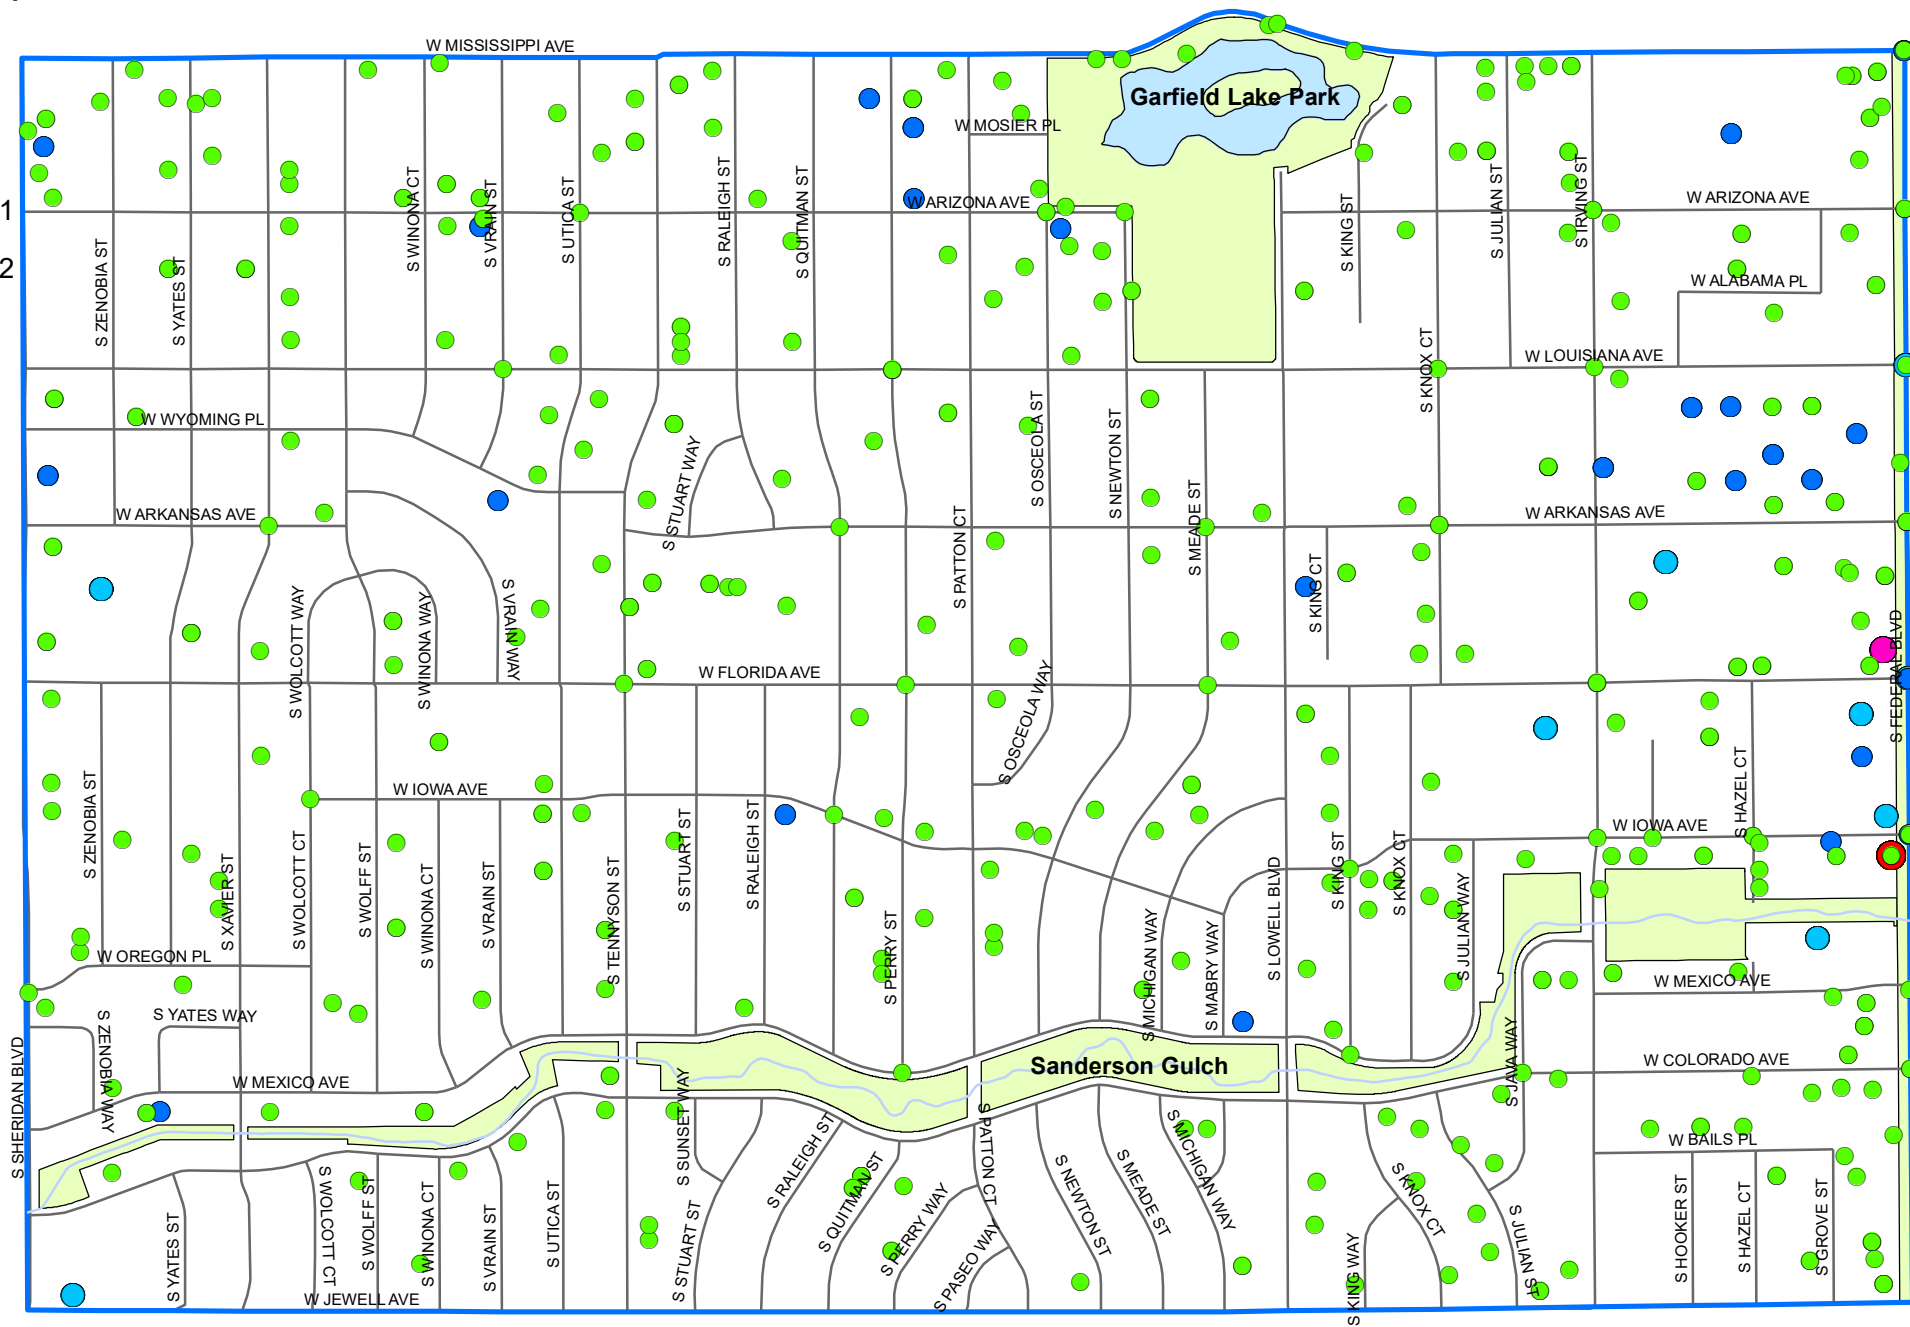 W MISSISSIPPI AVE
Garfield Lake Park
W MOSIER PL
1
W ARIZONA AVE
W ARIZONA AVE
2
S ZENOBIA ST
S YATES ST
S WINONA CT
S VRAIN ST
S UTICA ST
S RALEIGH ST
S QUITMAN ST
S KING ST
S JULIAN ST
S IRVING ST
W ALABAMA PL
W LOUISIANA AVE
S KNOX CT
W WYOMING PL
S STUART WAY
S OSCEOLA ST
S NEWTON ST
W ARKANSAS AVE
W ARKANSAS AVE
S PATTON CT
S MEADE ST
S KING CT
S WOLCOTT WAY
S WINONA WAY
S VRAIN WAY
W FLORIDA AVE
S OSCEOLA WAY
S FEDERAL BLVD
S ZENOBIA ST
W IOWA AVE
S HAZEL CT
W IOWA AVE
S XAVIER ST
S WOLCOTT CT
S WOLFF ST
S WINONA CT
S VRAIN ST
S TENNYSON ST
S STUART ST
S RALEIGH ST
S PERRY ST
S MICHIGAN WAY
S MABRY WAY
S LOWELL BLVD
S KING ST
S KNOX CT
S JULIAN WAY
W OREGON PL
W MEXICO AVE
S YATES WAY
S ZENOBIA WAY
S SHERIDAN BLVD
W MEXICO AVE
Sanderson Gulch
S JAVA WAY
W COLORADO AVE
S SUNSET WAY
W BAILS PL
S YATES ST
S WOLCOTT CT
S WOLFF ST
S WINONA CT
S VRAIN ST
S UTICA ST
S STUART ST
S RALEIGH ST
S QUITMAN ST
S PERRY WAY
S PATTON CT
S PASEO WAY
S NEWTON ST
S MEADE ST
S MICHIGAN WAY
S KING WAY
S KNOX CT
S JULIAN ST
S HOOKER ST
S HAZEL CT
S GROVE ST
W JEWELL AVE